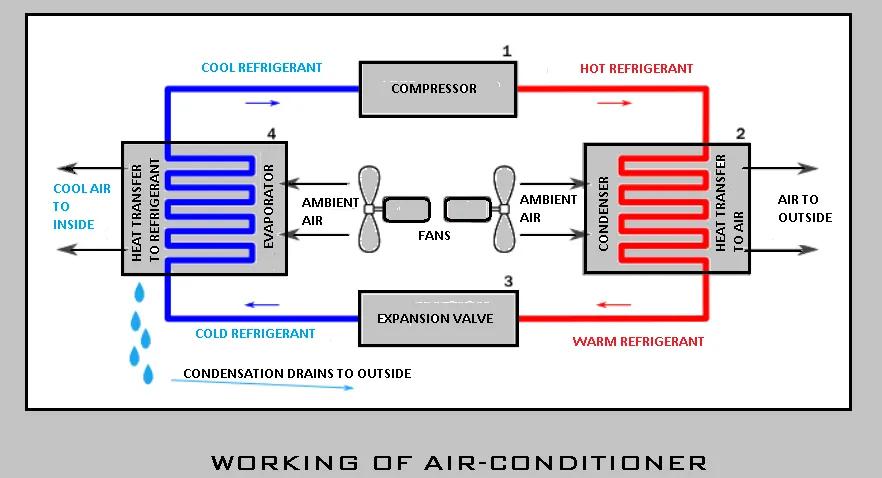 1
COOL REFRIGERANT
COMPRESSOR
HOT REFRIGERANT
4
2
HEAT TRANSFER
TO REFRIGERANT
EVAPORATOR
COOL AIR
TO
INSIDE
AMBIENT
AIR
FANS
AMBIENT
AIR
CONDENSER
HEAT TRANSFER
TO AIR
AIR TO
OUTSIDE
3
EXPANSION VALVE
COLD REFRIGERANT
WARM REFRIGERANT
CONDENSATION DRAINS TO OUTSIDE
WORKING OF AIR-CONDITIONER